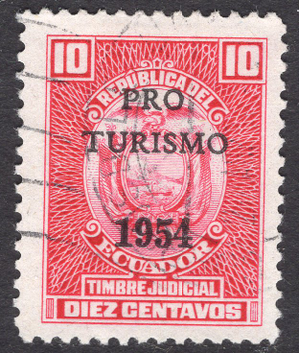 10 10
REPUBLICA DEL
PRO
TURISMO
1954
ECUADOR
TIMBRE JUDICIAL
DIEZ CENTAVOS